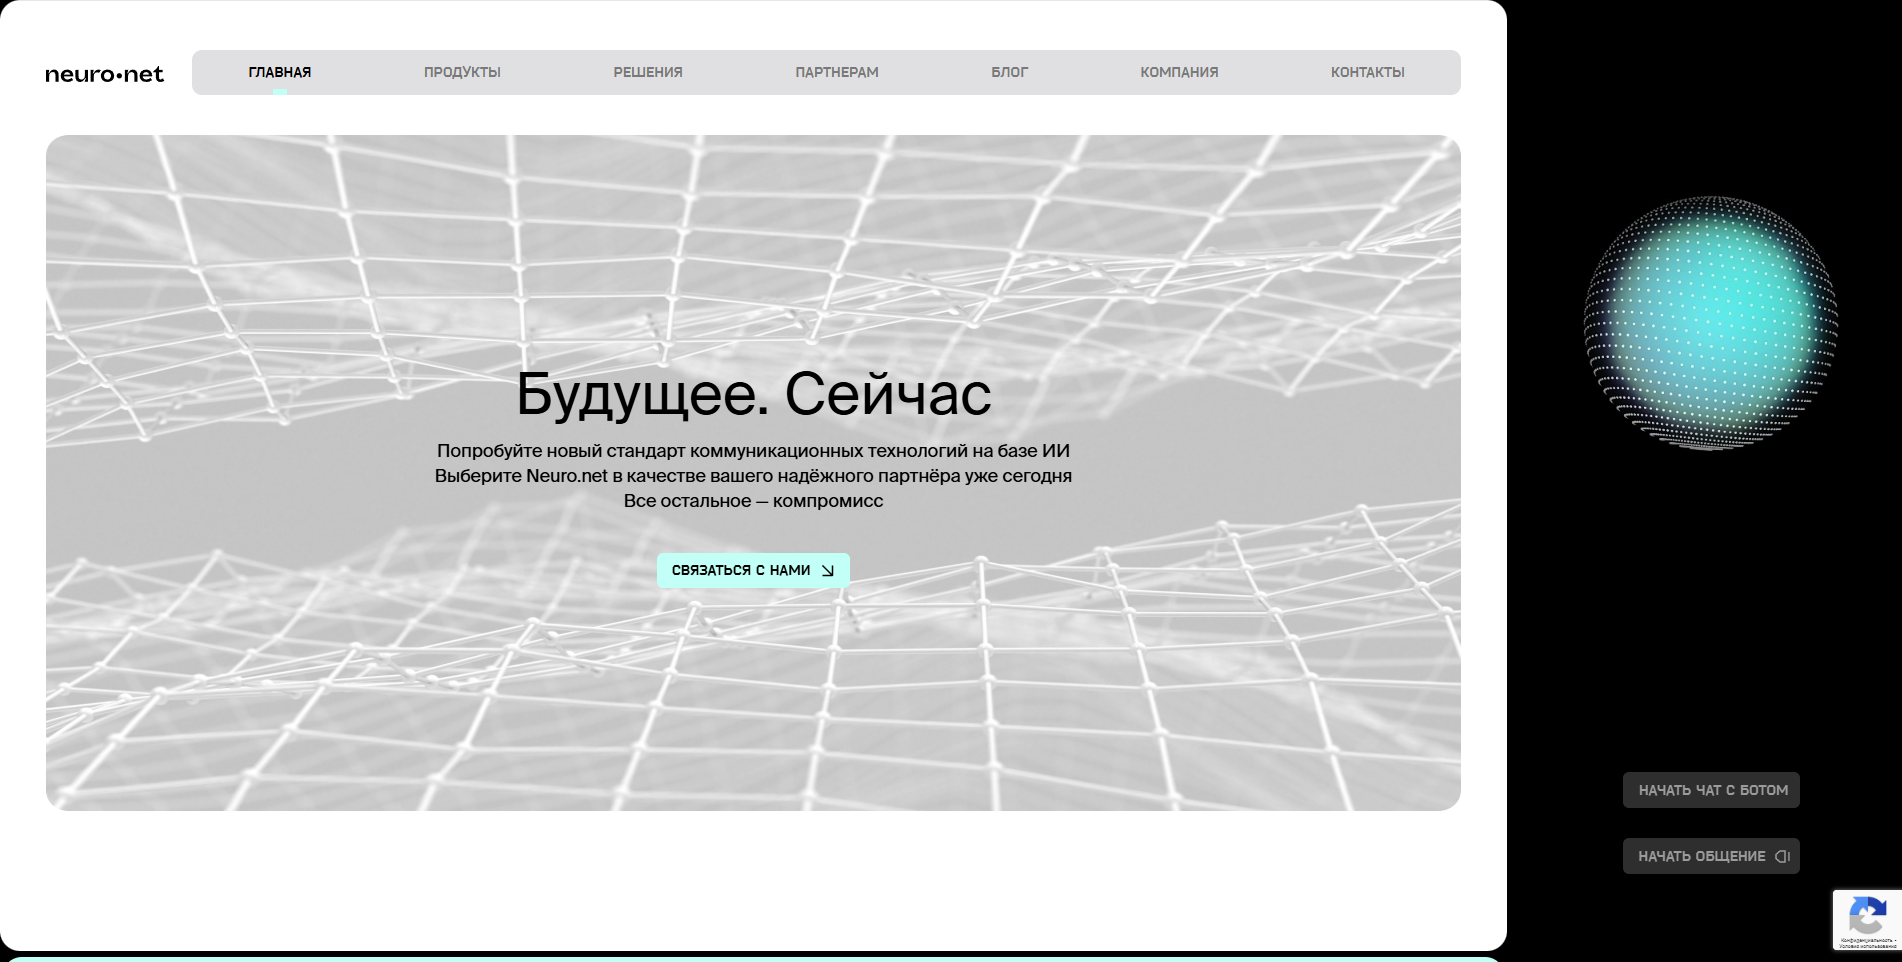 neuro•net
ГЛАВНАЯ
ПРОДУКТЫ
РЕШЕНИЯ
ПАРТНЕРАМ
БЛОГ
КОМПАНИЯ
КОНТАКТЫ
Будущее. Сейчас
Попробуйте новый стандарт коммуникационных технологий на базе ИИ
Выберите Neuro.net в качестве вашего надёжного партнёра уже сегодня
Все остальное — компромисс
СВЯЗАТЬСЯ С НАМИ
НАЧАТЬ ЧАТ С БОТОМ
НАЧАТЬ ОБЩЕНИЕ
Конфиденциальность -
Условия использования